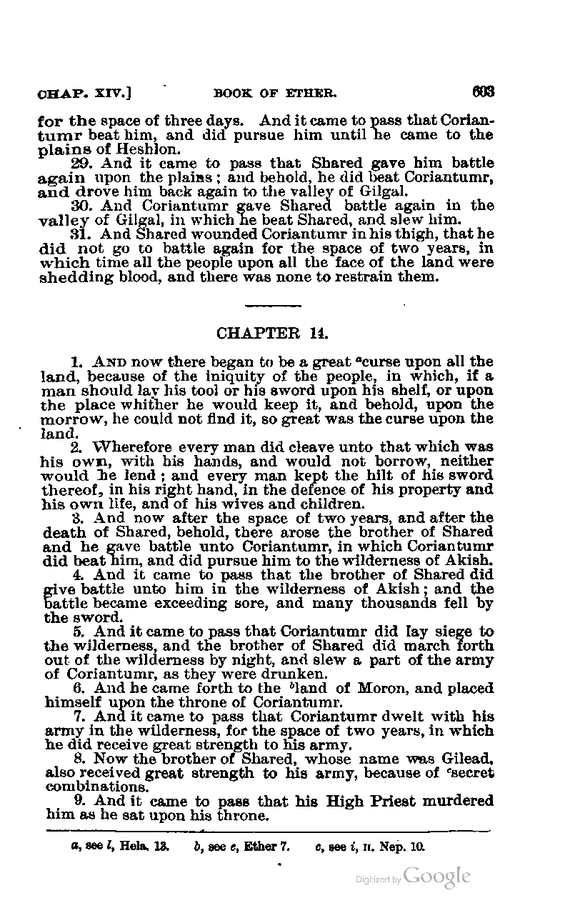 CHAP. XIV.] BOOK OF ETHER. 603
for the space of three days. And it came to pass that Corian-
tumr beat him, and did pursue him until he came to the
plains of Heshlon.
29. And it came to pass that Shared gave him battle
again upon the plains; and behold, he did beat Coriantumr,
and drove him back again to the valley of Gilgal.
30. And Coriantumr gave Shared battle again in the
valley of Gilgal, in which he beat Shared, and slew him.
31. And Shared wounded Coriantumr in his thigh, that he
did not go to battle again for the space of two years, in
which time all the people upon all the face of the land were
shedding blood, and there was none to restrain them.
CHAPTER 14.
1. AND now there began to be a great ᵃcurse upon all the
land, because of the iniquity of the people, in which, if a
man should lay his tool or his sword upon his shelf, or upon
the place whither he would keep it, and behold, upon the
morrow, he could not find it, so great was the curse upon the
land.
2. Wherefore every man did cleave unto that which was
his own, with his hands, and would not borrow, neither
would he lend; and every man kept the hilt of his sword
thereof, in his right hand, in the defence of his property and
his own life, and of his wives and children.
3. And now after the space of two years, and after the
death of Shared, behold, there arose the brother of Shared
and he gave battle unto Coriantumr, in which Coriantumr
did beat him, and did pursue him to the wilderness of Akish.
4. And it came to pass that the brother of Shared did
give battle unto him in the wilderness of Akish; and the
battle became exceeding sore, and many thousands fell by
the sword.
5. And it came to pass that Coriantumr did lay siege to
the wilderness, and the brother of Shared did march forth
out of the wilderness by night, and slew a part of the army
of Coriantumr, as they were drunken.
6. And he came forth to the ᵇland of Moron, and placed
himself upon the throne of Coriantumr.
7. And it came to pass that Coriantumr dwelt with his
army in the wilderness, for the space of two years, in which
he did receive great strength to his army.
8. Now the brother of Shared, whose name was Gilead,
also received great strength to his army, because of ᶜsecret
combinations.
9. And it came to pass that his High Priest murdered
him as he sat upon his throne.
a, see l, Hela. 13. b, see e, Ether 7. c, see i, II. Nep. 10.
Digitized by Google